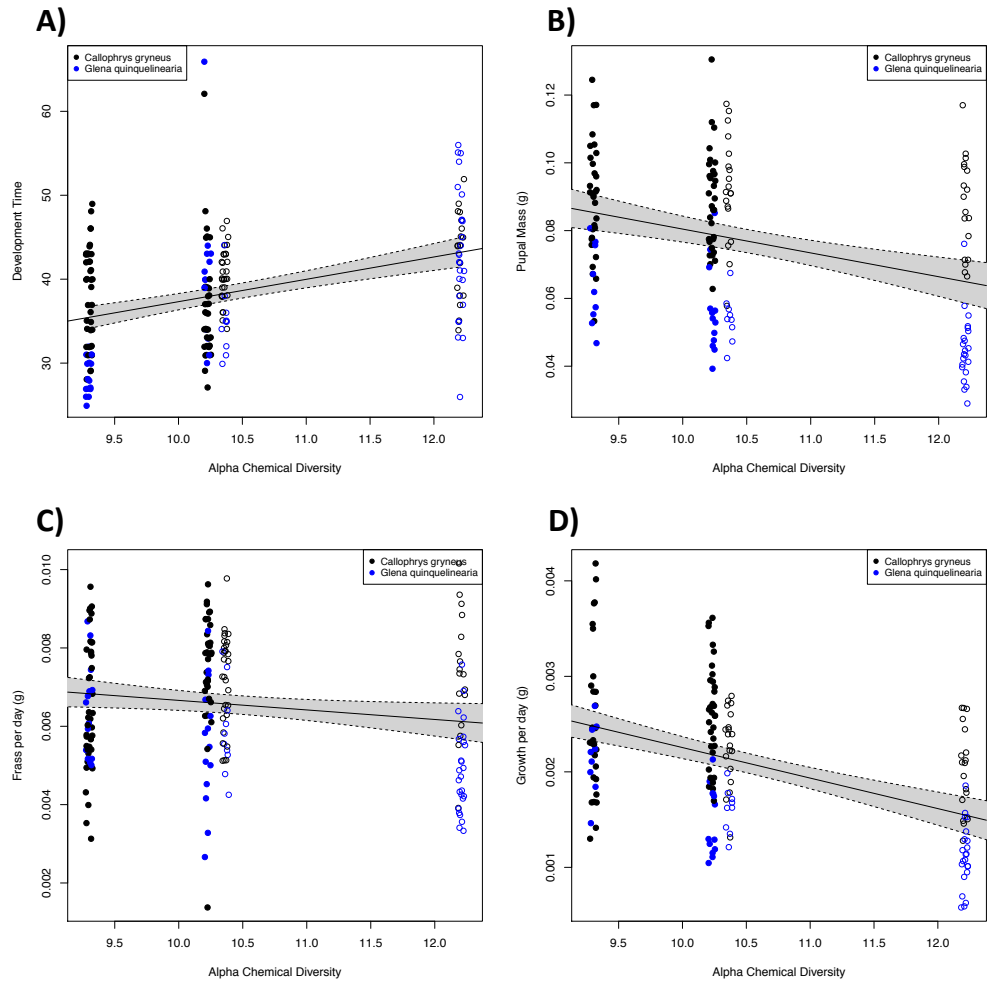 A)
Callophrys gryneus
Glena quinquelinearia
Development Time
30
40
50
60
9.5
10.0
10.5
11.0
11.5
12.0
Alpha Chemical Diversity
B)
Callophrys gryneus
Glena quinquelinearia
Pupal Mass (g)
0.04
0.06
0.08
0.10
0.12
9.5
10.0
10.5
11.0
11.5
12.0
Alpha Chemical Diversity
C)
Callophrys gryneus
Glena quinquelinearia
Frass per day (g)
0.002
0.004
0.006
0.008
0.010
9.5
10.0
10.5
11.0
11.5
12.0
Alpha Chemical Diversity
D)
Callophrys gryneus
Glena quinquelinearia
Growth per day (g)
0.001
0.002
0.003
0.004
9.5
10.0
10.5
11.0
11.5
12.0
Alpha Chemical Diversity